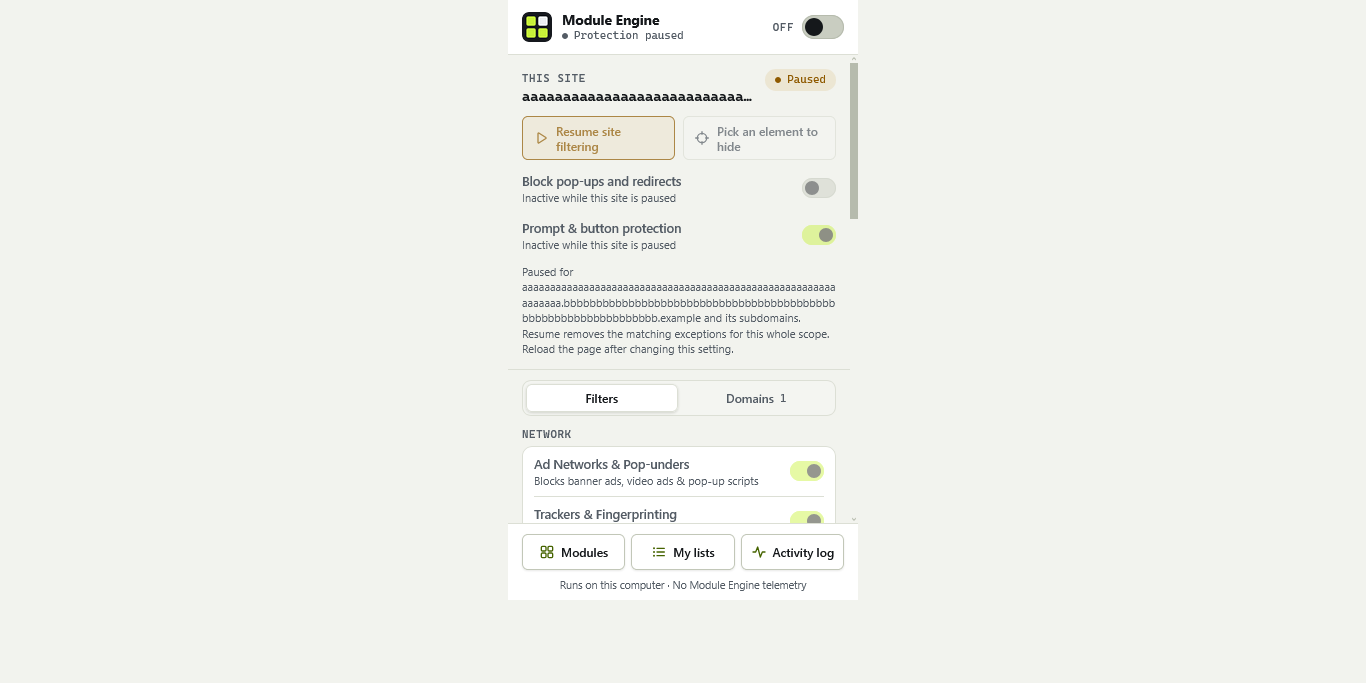 Module Engine
Protection paused
OFF
THIS SITE
Paused
aaaaaaaaaaaaaaaaaaaaaaaaaaa…
Resume site
filtering
Pick an element to
hide
Block pop-ups and redirects
Inactive while this site is paused
Prompt & button protection
Inactive while this site is paused
Paused for
aaaaaaaaaaaaaaaaaaaaaaaaaaaaaaaaaaaaaaaaaaaaaaaaaaaaaaaa
aaaaaaa.bbbbbbbbbbbbbbbbbbbbbbbbbbbbbbbbbbbbbbbbbb
bbbbbbbbbbbbbbbbbbbbb.example and its subdomains.
Resume removes the matching exceptions for this whole scope.
Reload the page after changing this setting.
Filters
Domains 1
NETWORK
Ad Networks & Pop-unders
Blocks banner ads, video ads & pop-up scripts
Trackers & Fingerprinting
Modules
My lists
Activity log
Runs on this computer · No Module Engine telemetry